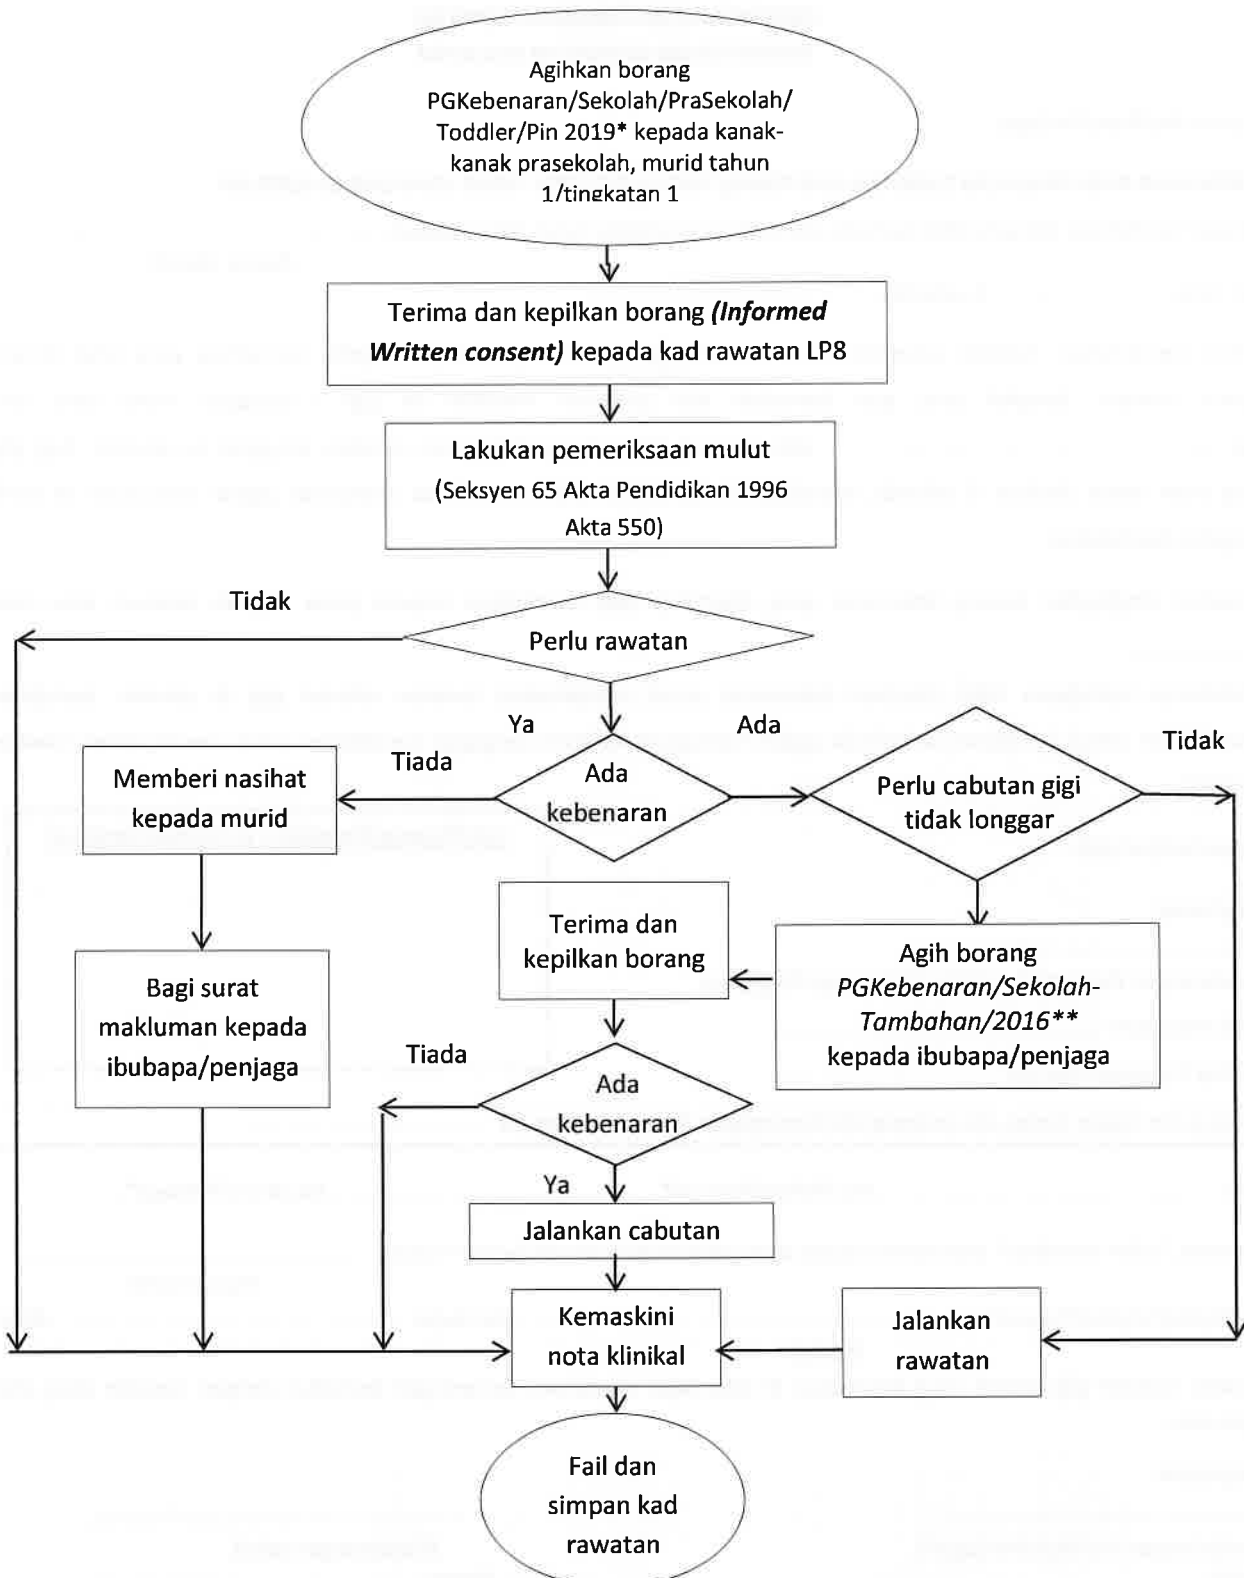 Agihkan borang
PGKebenaran/Sekolah/PraSekolah/
Toddler/Pin 2019* kepada kanak-
kanak prasekolah, murid tahun
1/tingkatan 1
Terima dan kepilkan borang (Informed
Written consent) kepada kad rawatan LP8
Lakukan pemeriksaan mulut
(Seksyen 65 Akta Pendidikan 1996
Akta 550)
Tidak
Perlu rawatan
Ya
Ada
Tidak
Tiada
Ada
kebenaran
Perlu cabutan gigi
tidak longgar
Memberi nasihat
kepada murid
Terima dan
kepilkan borang
Agih borang
PGKebenaran/Sekolah-
Tambahan/2016**
kepada ibubapa/penjaga
Bagi surat
makluman kepada
ibubapa/penjaga
Tiada
Ada
kebenaran
Ya
Jalankan cabutan
Kemaskini
nota klinikal
Jalankan
rawatan
Fail dan
simpan kad
rawatan